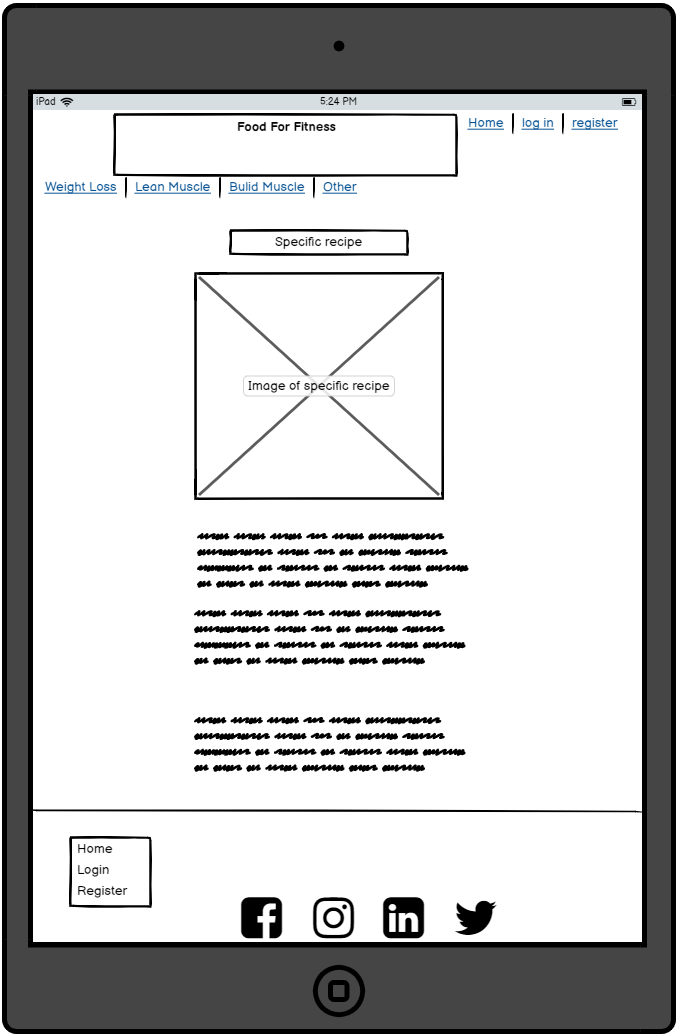 iPad 5:24 PM
Food For Fitness
Home log in register
Weight Loss Lean Muscle Bulid Muscle Other
Specific recipe
Image of specific recipe
Home
Login
Register